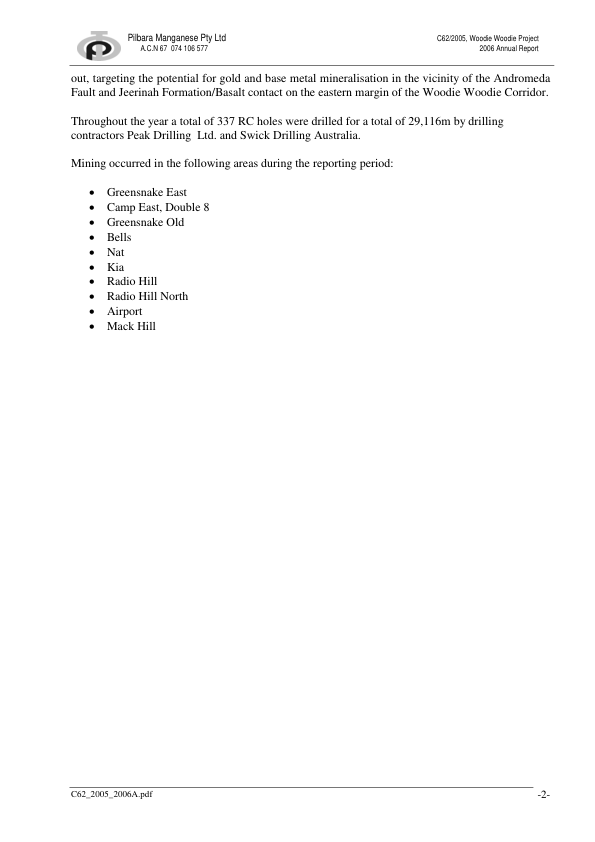 Pilbara Manganese Pty Ltd
A.C.N 67 074 106 577
C62/2005, Woodie Woodie Project
2006 Annual Report
out, targeting the potential for gold and base metal mineralisation in the vicinity of the Andromeda
Fault and Jeerinah Formation/Basalt contact on the eastern margin of the Woodie Woodie Corridor.
Throughout the year a total of 337 RC holes were drilled for a total of 29,116m by drilling
contractors Peak Drilling  Ltd. and Swick Drilling Australia.
Mining occurred in the following areas during the reporting period:
• Greensnake East
• Camp East, Double 8
• Greensnake Old
• Bells
• Nat
• Kia
• Radio Hill
• Radio Hill North
• Airport
• Mack Hill
C62_2005_2006A.pdf
-2-